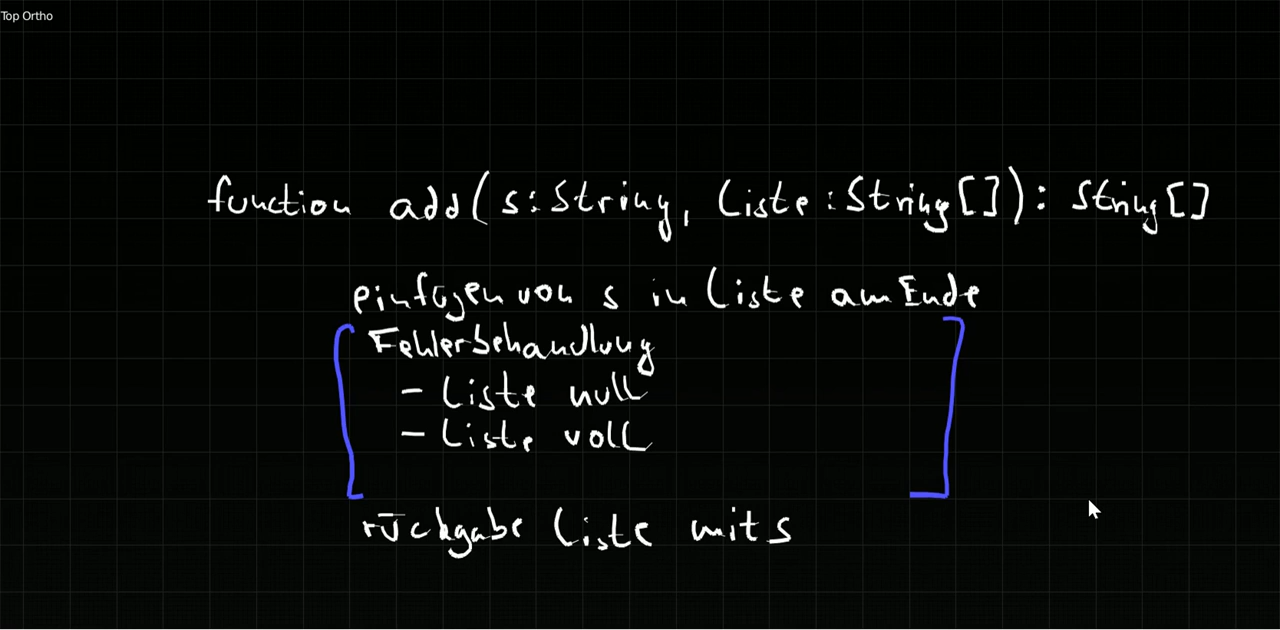 Top Ortho
function add(s:String, Liste:String[]): String[]
einfügen von s in Liste am Ende
Fehlerbehandlung
- Liste null
- Liste voll
rückgabe Liste mit s